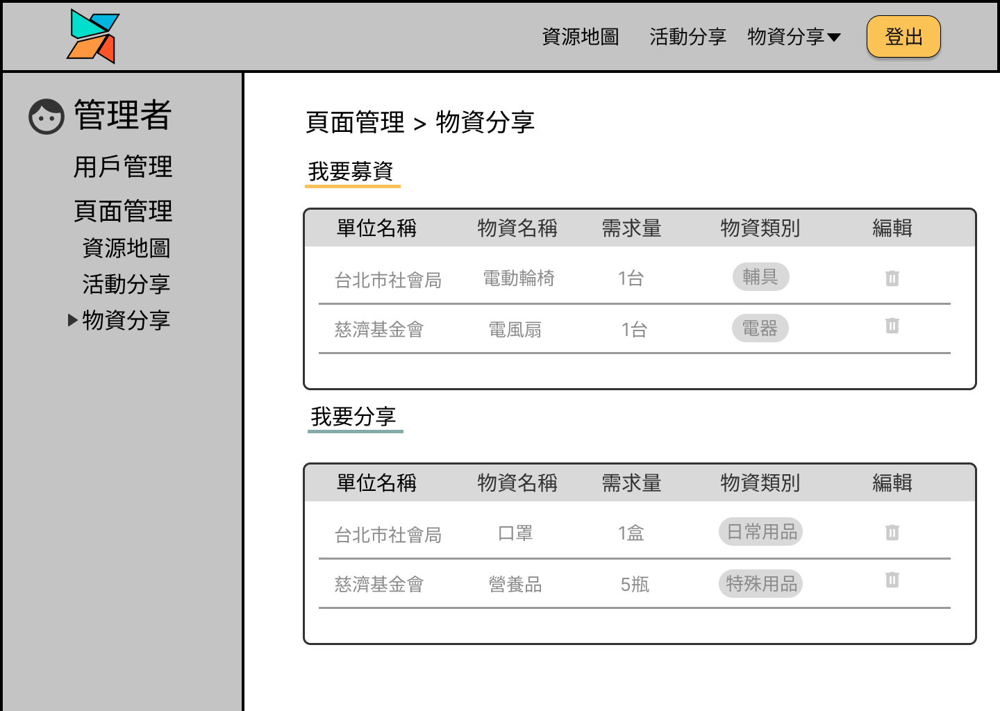 資源地圖 活動分享 物資分享 登出
管理者
用戶管理
頁面管理
資源地圖
活動分享
物資分享
頁面管理 > 物資分享
我要募資
單位名稱 物資名稱 需求量 物資類別 編輯
台北市社會局 電動輪椅 1台 輔具
慈濟基金會 電風扇 1台 電器
我要分享
單位名稱 物資名稱 需求量 物資類別 編輯
台北市社會局 口罩 1盒 日常用品
慈濟基金會 營養品 5瓶 特殊用品